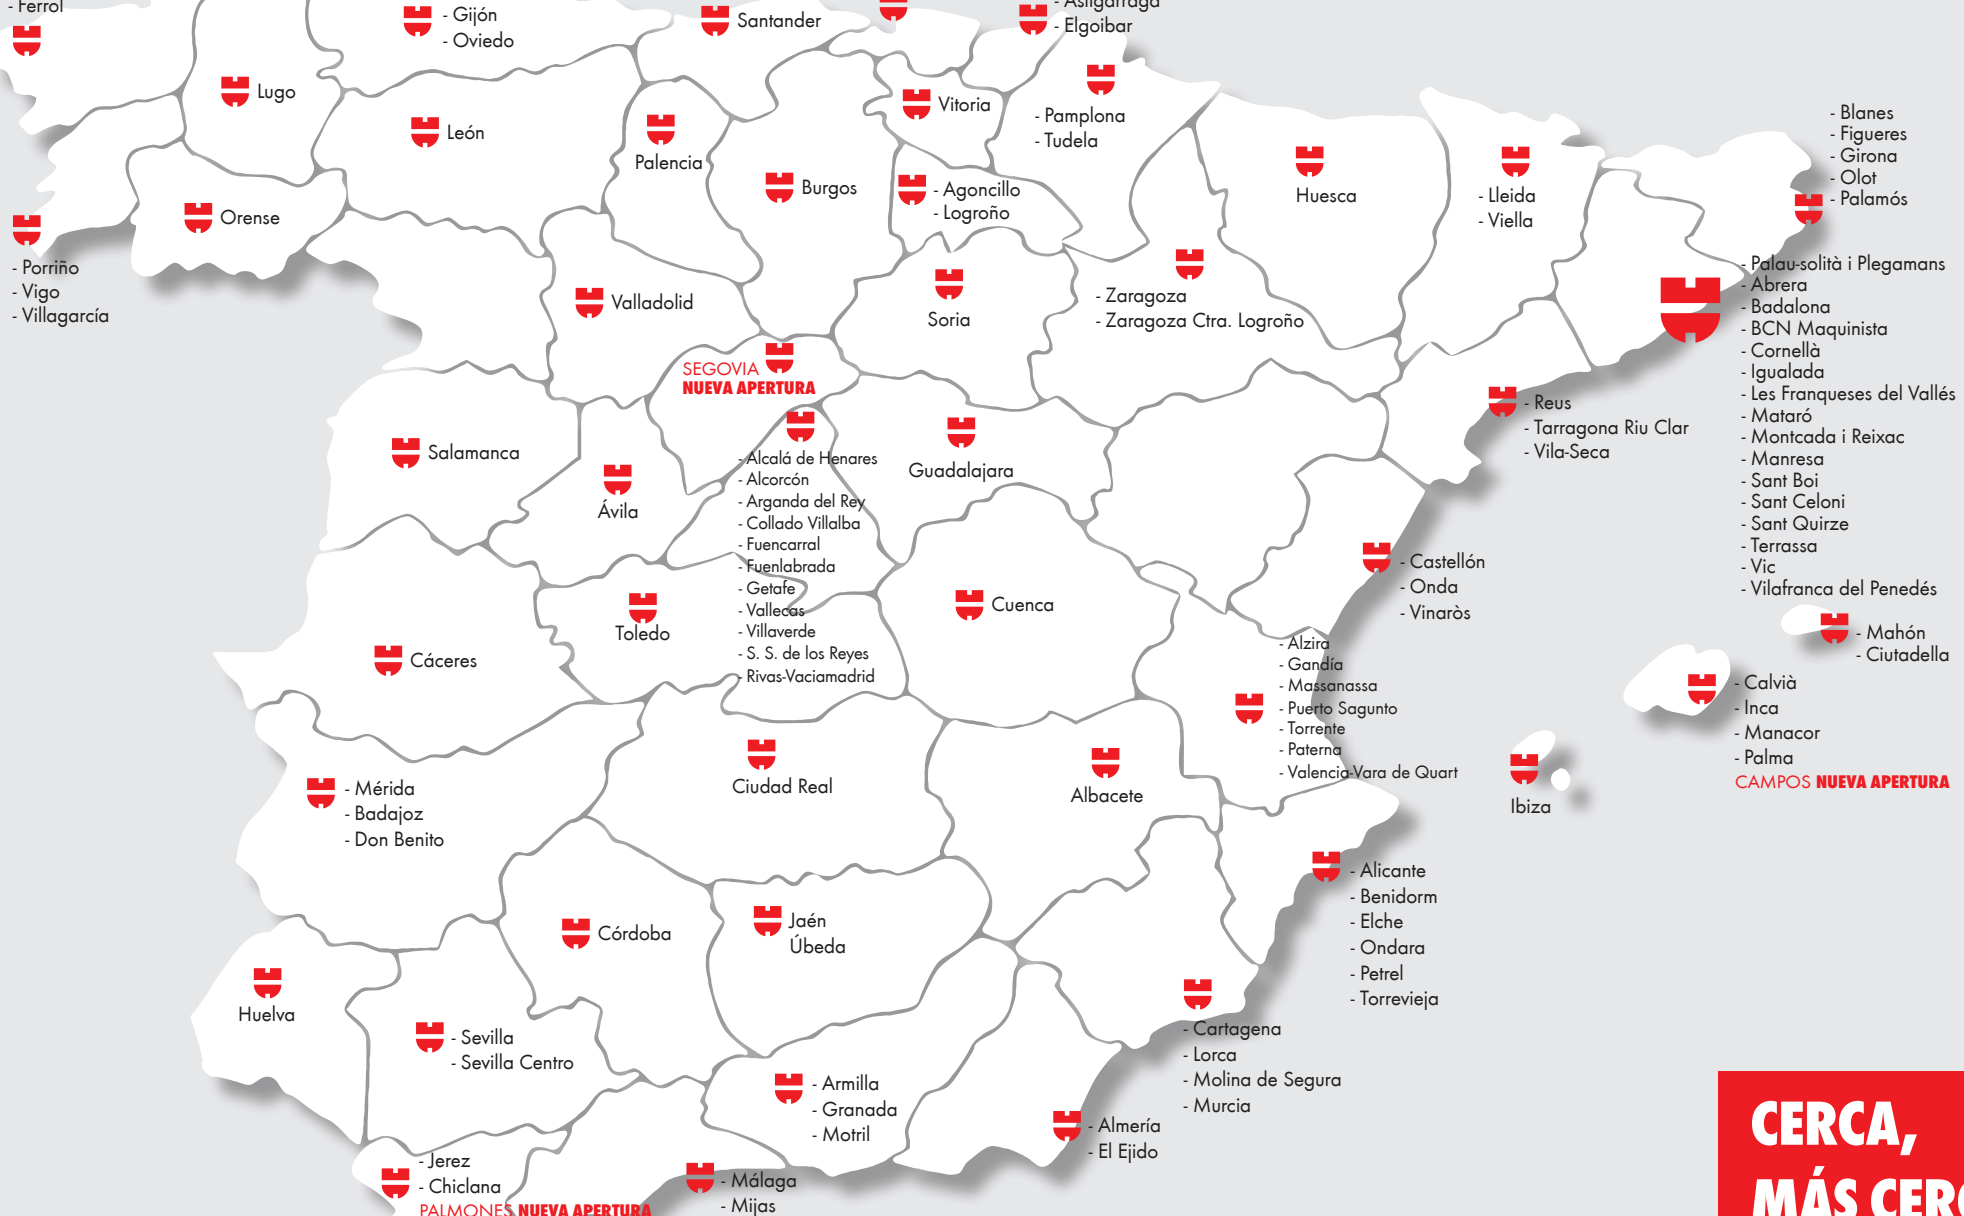 - Ferrol
- Gijón
- Oviedo
Santander
- Astigarraga
- Elgoibar
Lugo
León
Palencia
Burgos
Vitoria
- Pamplona
- Tudela
- Agoncillo
- Logroño
Huesca
- Lleida
- Viella
- Blanes
- Figueres
- Girona
- Olot
- Palamós
Orense
- Porriño
- Vigo
- Villagarcía
Valladolid
Soria
- Zaragoza
- Zaragoza Ctra. Logroño
- Palau-solità i Plegamans
- Abrera
- Badalona
- BCN Maquinista
- Cornellà
- Igualada
- Les Franqueses del Vallés
- Mataró
- Montcada i Reixac
- Manresa
- Sant Boi
- Sant Celoni
- Sant Quirze
- Terrassa
- Vic
- Vilafranca del Penedés
SEGOVIA
NUEVA APERTURA
- Reus
- Tarragona Riu Clar
- Vila-Seca
Salamanca
Ávila
- Alcalá de Henares
- Alcorcón
- Arganda del Rey
- Collado Villalba
- Fuencarral
- Fuenlabrada
- Getafe
- Vallecas
- Villaverde
- S. S. de los Reyes
- Rivas-Vaciamadrid
Guadalajara
- Castellón
- Onda
- Vinaròs
Cáceres
Toledo
Cuenca
- Alzira
- Gandía
- Massanassa
- Puerto Sagunto
- Torrente
- Paterna
- Valencia-Vara de Quart
- Mahón
- Ciutadella
- Calvià
- Inca
- Manacor
- Palma
CAMPOS NUEVA APERTURA
Ibiza
- Mérida
- Badajoz
- Don Benito
Ciudad Real
Albacete
- Alicante
- Benidorm
- Elche
- Ondara
- Petrel
- Torrevieja
Córdoba
Jaén
Úbeda
Huelva
- Sevilla
- Sevilla Centro
- Cartagena
- Lorca
- Molina de Segura
- Murcia
- Armilla
- Granada
- Motril
- Almería
- El Ejido
- Jerez
- Chiclana
PALMONES NUEVA APERTURA
- Málaga
- Mijas
CERCA,
MÁS CERC